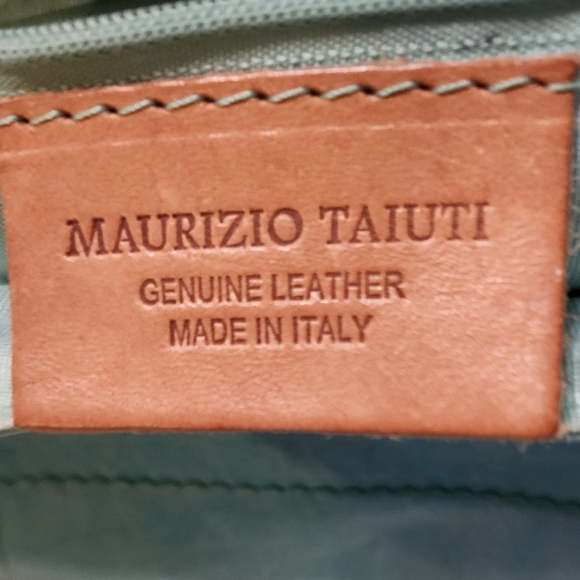 MAURIZIO TAIUTI
GENUINE LEATHER
MADE IN ITALY